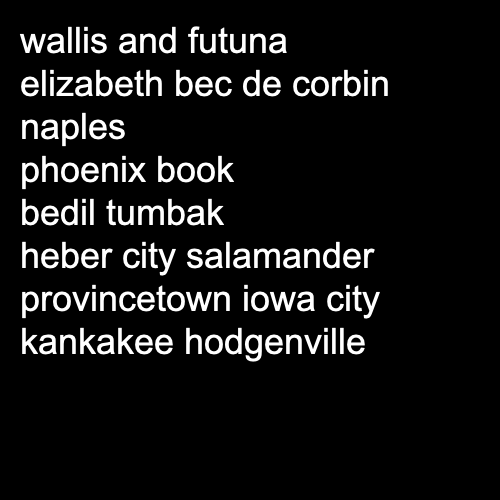 wallis and futuna
elizabeth bec de corbin
naples
phoenix book
bedil tumbak
heber city salamander
provincetown iowa city
kankakee hodgenville